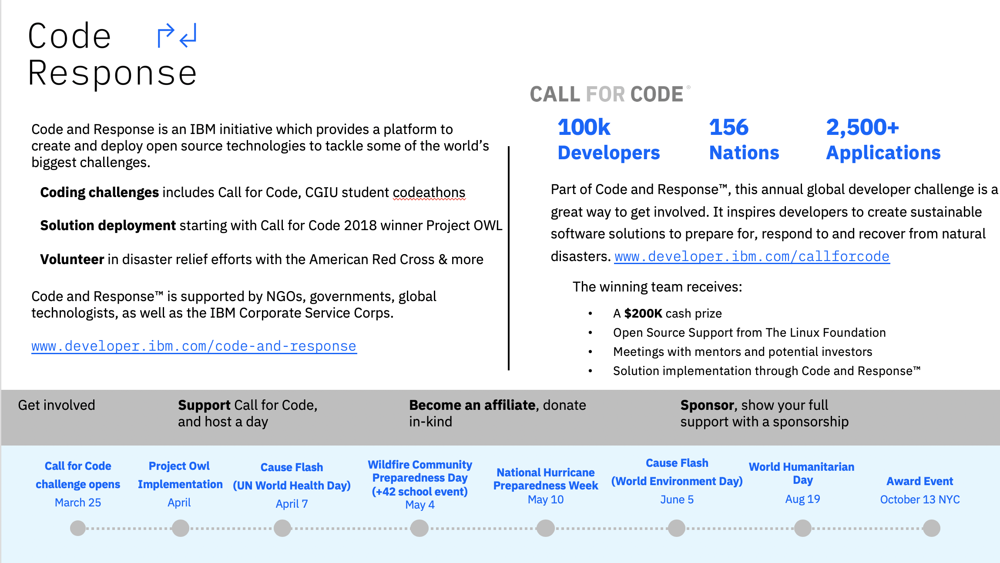 Code
Response
Code and Response is an IBM initiative which provides a platform to
create and deploy open source technologies to tackle some of the world’s
biggest challenges.
Coding challenges includes Call for Code, CGIU student codeathons
Solution deployment starting with Call for Code 2018 winner Project OWL
Volunteer in disaster relief efforts with the American Red Cross & more
Code and Response™ is supported by NGOs, governments, global
technologists, as well as the IBM Corporate Service Corps.
www.developer.ibm.com/code-and-response
CALL FOR CODE®
100k
Developers
156
Nations
2,500+
Applications
Part of Code and Response™, this annual global developer challenge is a
great way to get involved. It inspires developers to create sustainable
software solutions to prepare for, respond to and recover from natural
disasters. www.developer.ibm.com/callforcode
The winning team receives:
• A $200K cash prize
• Open Source Support from The Linux Foundation
• Meetings with mentors and potential investors
• Solution implementation through Code and Response™
Get involved
Support Call for Code,
and host a day
Become an affiliate, donate
in-kind
Sponsor, show your full
support with a sponsorship
Call for Code
challenge opens
March 25
Project Owl
Implementation
April
Cause Flash
(UN World Health Day)
April 7
Wildfire Community
Preparedness Day
(+42 school event)
May 4
National Hurricane
Preparedness Week
May 10
Cause Flash
(World Environment Day)
June 5
World Humanitarian
Day
Aug 19
Award Event
October 13 NYC